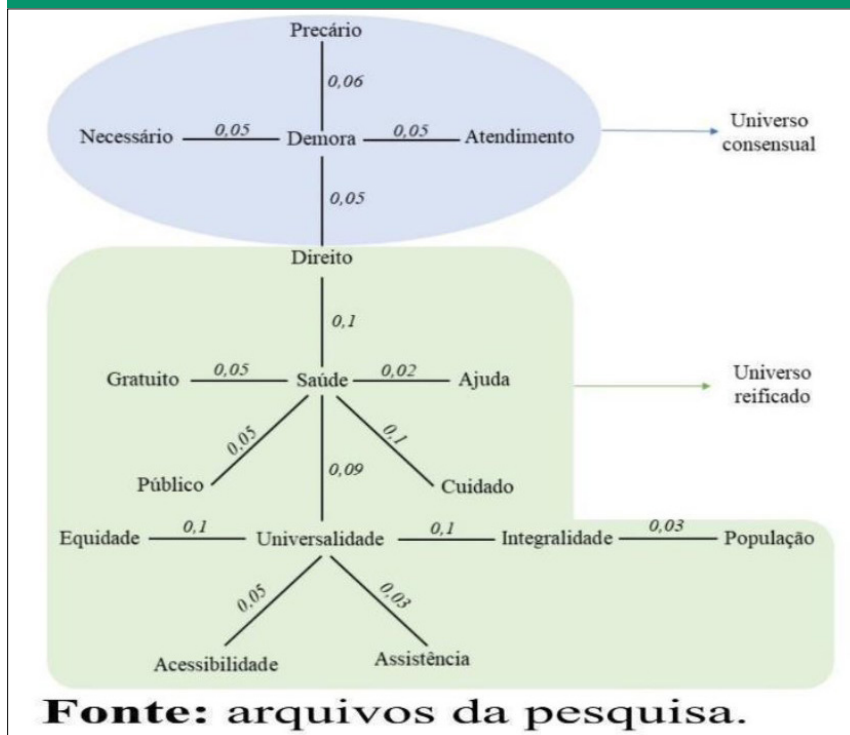 Precário
0,06
Necessário 0,05 Demora 0,05 Atendimento
Universo
consensual
0,05
Direito
0,1
Gratuito 0,05 Saúde 0,02 Ajuda
Universo
reificado
0,05 0,09 0,1
Público Cuidado
Equidade 0,1 Universalidade 0,1 Integralidade 0,03 População
0,05 0,03
Acessibilidade Assistência
Fonte: arquivos da pesquisa.